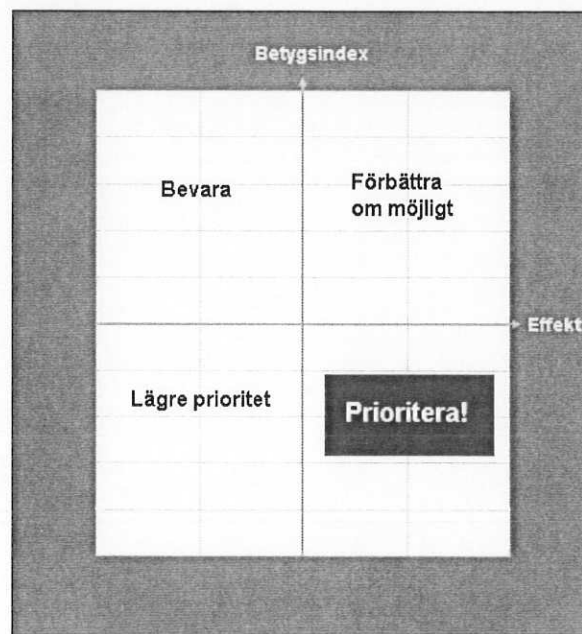 Betygsindex
Bevara
Förbättra
om möjligt
Effekt
Lägre prioritet
Prioritera!